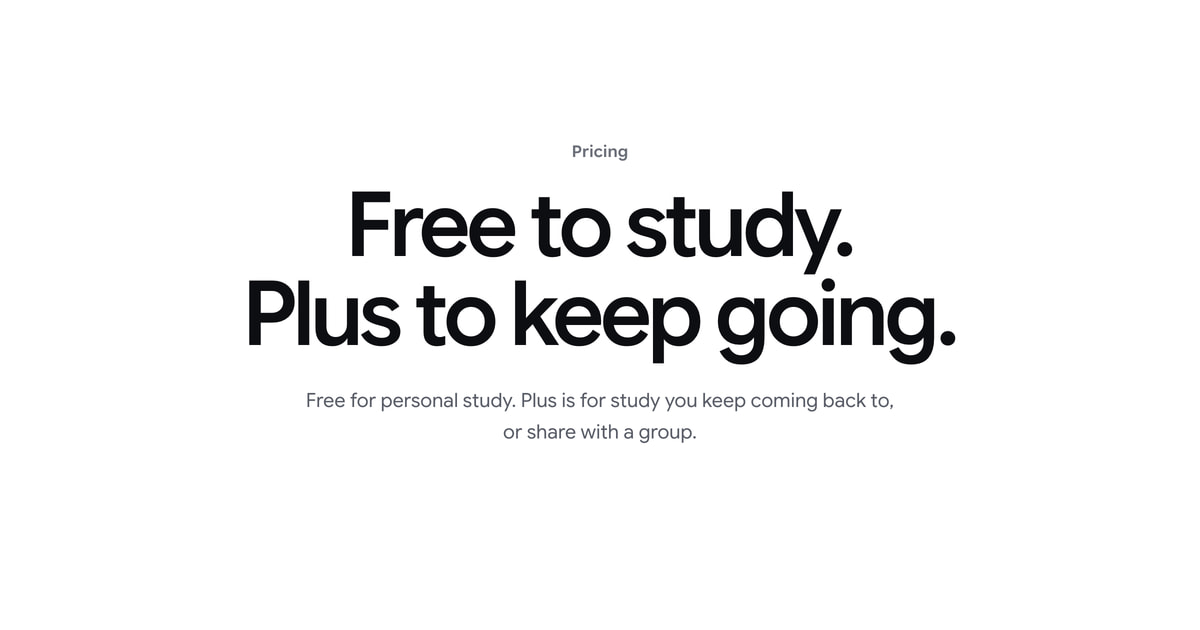 Pricing
Free to study.
Plus to keep going.
Free for personal study. Plus is for study you keep coming back to,
or share with a group.